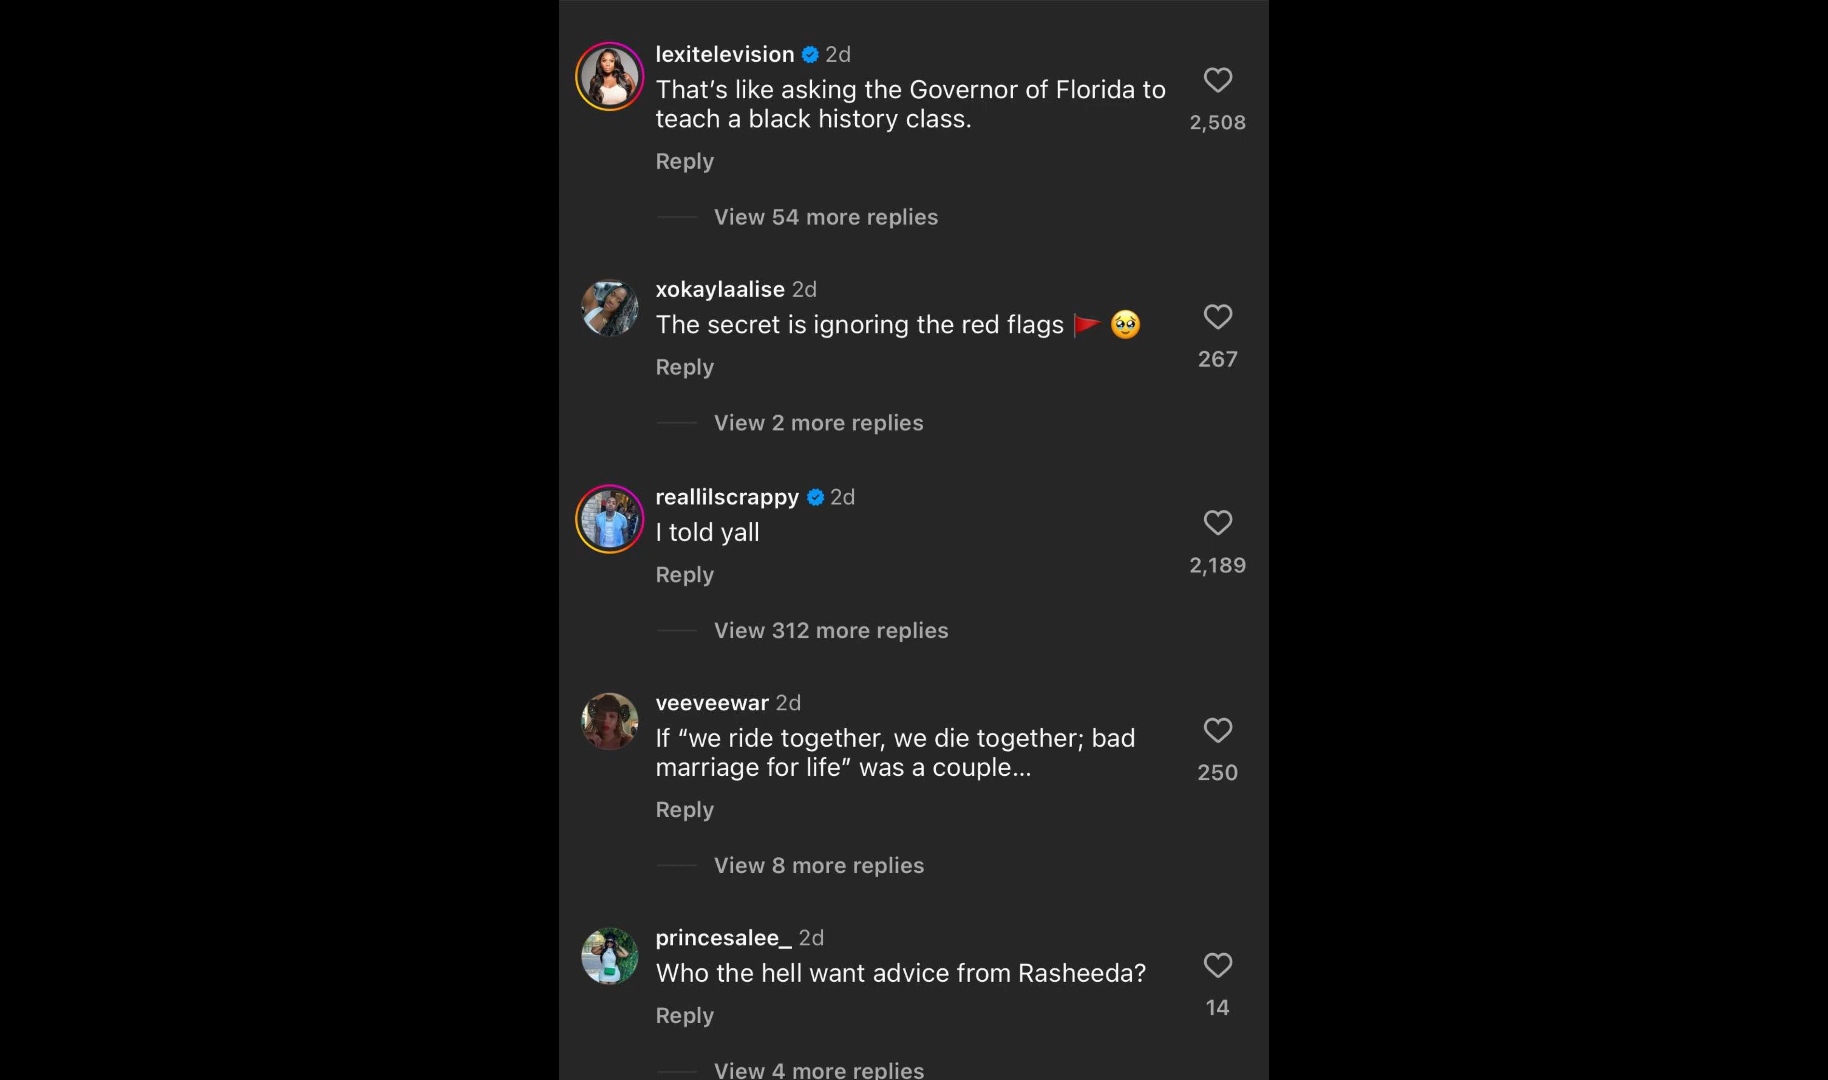 lexitelevision 2d
That’s like asking the Governor of Florida to
teach a black history class.
2,508
Reply
View 54 more replies
xokaylaalise 2d
The secret is ignoring the red flags 🚩 🥹
267
Reply
View 2 more replies
reallilscrappy 2d
I told yall
2,189
Reply
View 312 more replies
veeveewar 2d
If “we ride together, we die together; bad
marriage for life” was a couple...
250
Reply
View 8 more replies
princesalee_ 2d
Who the hell want advice from Rasheeda?
14
Reply
View 4 more replies